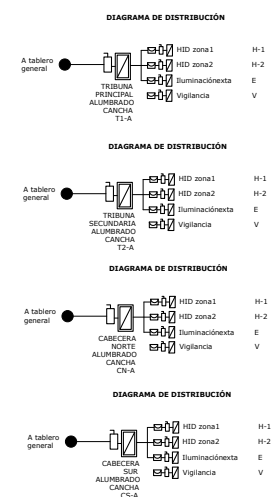 DIAGRAMA DE DISTRIBUCIÓN
A tablero
general
HID zona1 H-1
HID zona2 H-2
Iluminaciónexta E
Vigilancia V
TRIBUNA
PRINCIPAL
ALUMBRADO
CANCHA
T1-A
DIAGRAMA DE DISTRIBUCIÓN
A tablero
general
HID zona1 H-1
HID zona2 H-2
Iluminaciónexta E
Vigilancia V
TRIBUNA
SECUNDARIA
ALUMBRADO
CANCHA
T2-A
DIAGRAMA DE DISTRIBUCIÓN
A tablero
general
HID zona1 H-1
HID zona2 H-2
Iluminaciónexta E
Vigilancia V
CABECERA
NORTE
ALUMBRADO
CANCHA
CN-A
DIAGRAMA DE DISTRIBUCIÓN
A tablero
general
HID zona1 H-1
HID zona2 H-2
Iluminaciónexta E
Vigilancia V
CABECERA
SUR
ALUMBRADO
CANCHA
CS-A